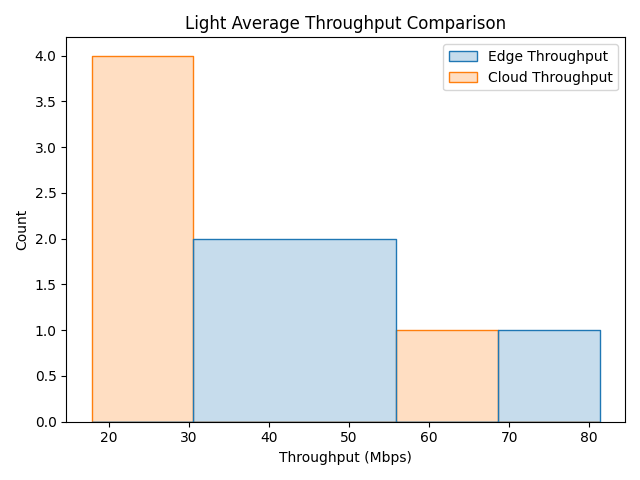 Light Average Throughput Comparison
Edge Throughput
Cloud Throughput
4.0
3.5
3.0
2.5
2.0
1.5
1.0
0.5
0.0
Count
20 30 40 50 60 70 80
Throughput (Mbps)